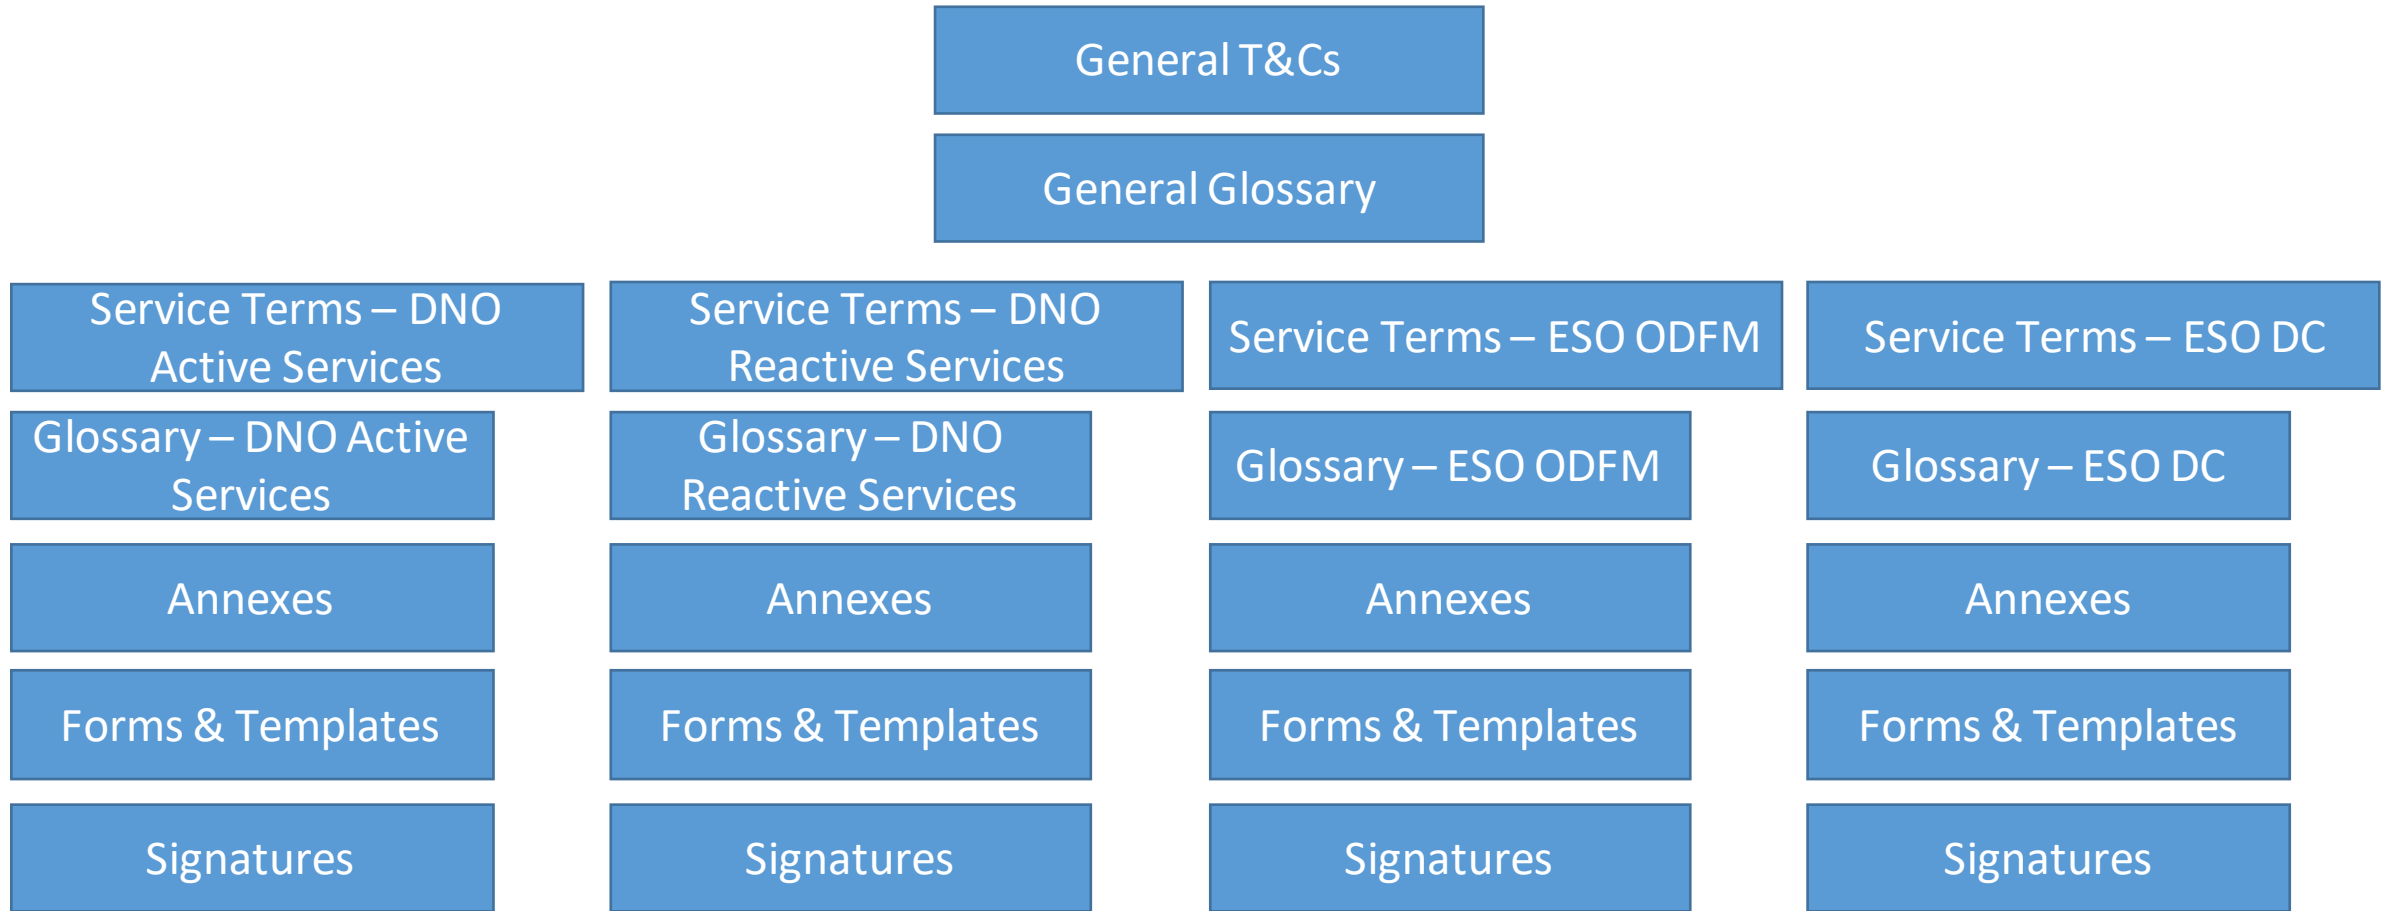 General T&Cs
General Glossary
Service Terms – DNO
Active Services
Service Terms – DNO
Reactive Services
Service Terms – ESO ODFM
Service Terms – ESO DC
Glossary – DNO Active
Services
Glossary – DNO
Reactive Services
Glossary – ESO ODFM
Glossary – ESO DC
Annexes
Annexes
Annexes
Annexes
Forms & Templates
Forms & Templates
Forms & Templates
Forms & Templates
Signatures
Signatures
Signatures
Signatures